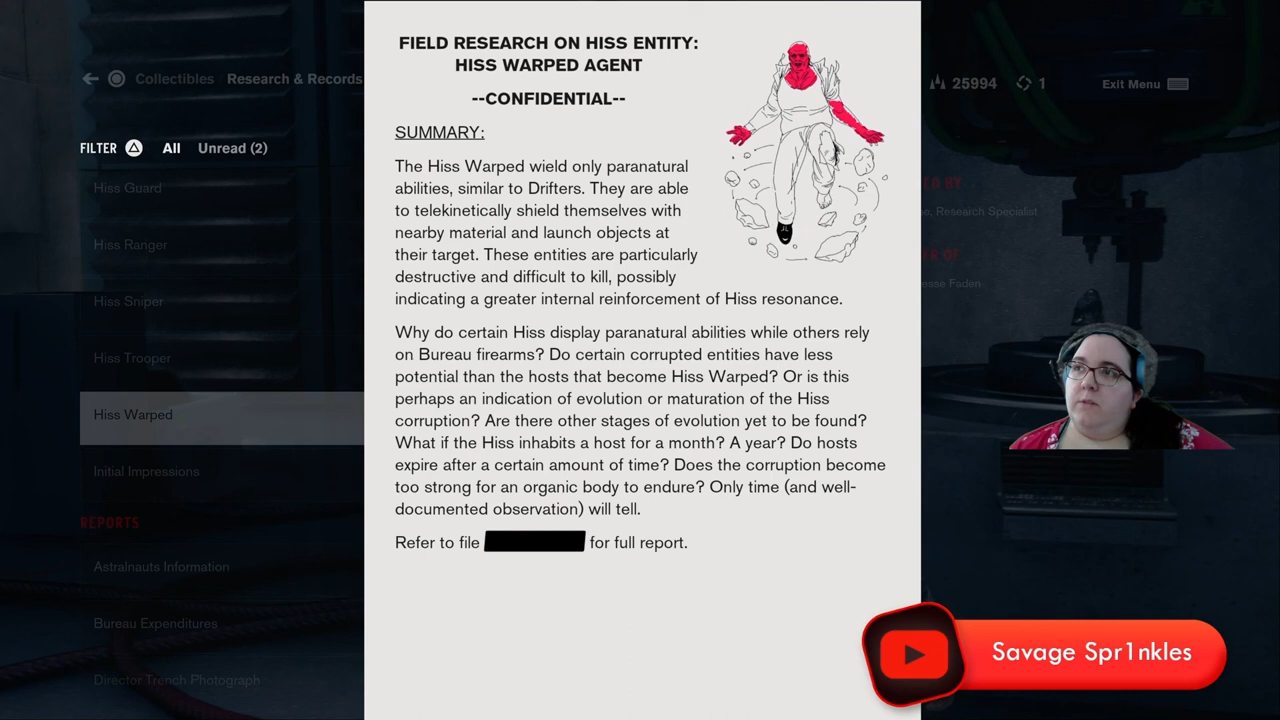 FIELD RESEARCH ON HISS ENTITY:
HISS WARPED AGENT
--CONFIDENTIAL--
SUMMARY:
The Hiss Warped wield only paranatural
abilities, similar to Drifters. They are able
to telekinetically shield themselves with
nearby material and launch objects at
their target. These entities are particularly
destructive and difficult to kill, possibly
indicating a greater internal reinforcement of Hiss resonance.
Why do certain Hiss display paranatural abilities while others rely
on Bureau firearms? Do certain corrupted entities have less
potential than the hosts that become Hiss Warped? Or is this
perhaps an indication of evolution or maturation of the Hiss
corruption? Are there other stages of evolution yet to be found?
What if the Hiss inhabits a host for a month? A year? Do hosts
expire after a certain amount of time? Does the corruption become
too strong for an organic body to endure? Only time (and well-
documented observation) will tell.
Refer to file for full report.
Collectibles Research & Records
FILTER All Unread (2)
Hiss Guard
Hiss Ranger
Hiss Sniper
Hiss Trooper
Hiss Warped
Initial Impressions
REPORTS
Astralnauts Information
Bureau Expenditures
Director Trench Photograph
25994 1 Exit Menu
Research Specialist
Faden
Savage Spr1nkles